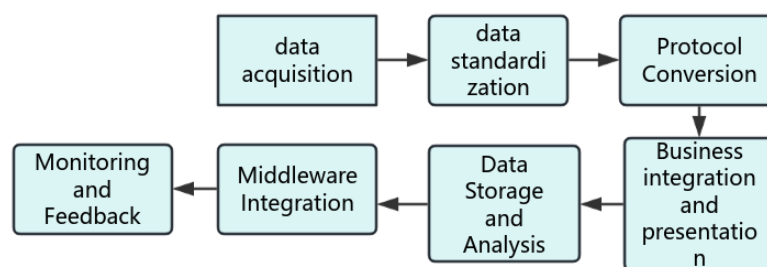 data
acquisition
data
standardi
zation
Protocol
Conversion
Business
integration
and
presentatio
n
Data
Storage
and
Analysis
Middleware
Integration
Monitoring
and
Feedback